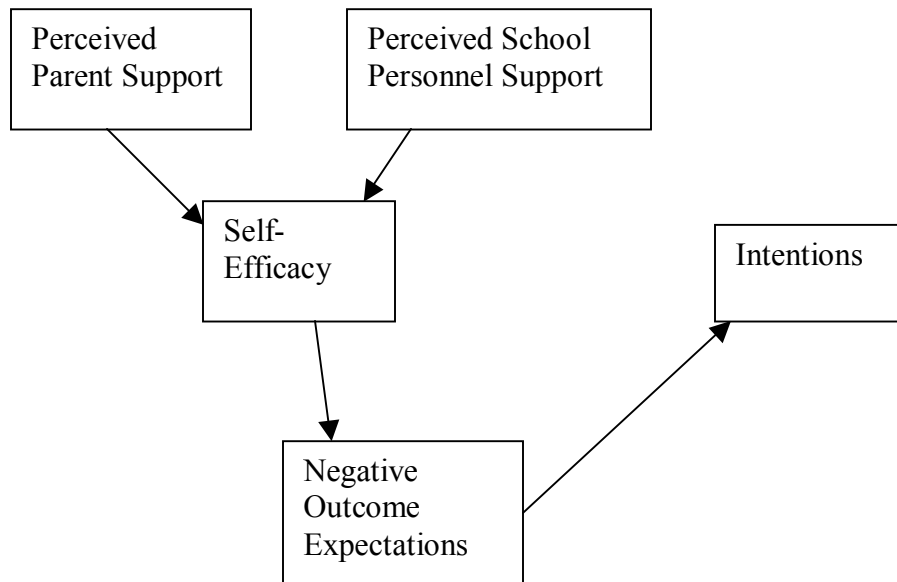 Perceived
Parent Support
Perceived School
Personnel Support
Self-
Efficacy
Intentions
Negative
Outcome
Expectations